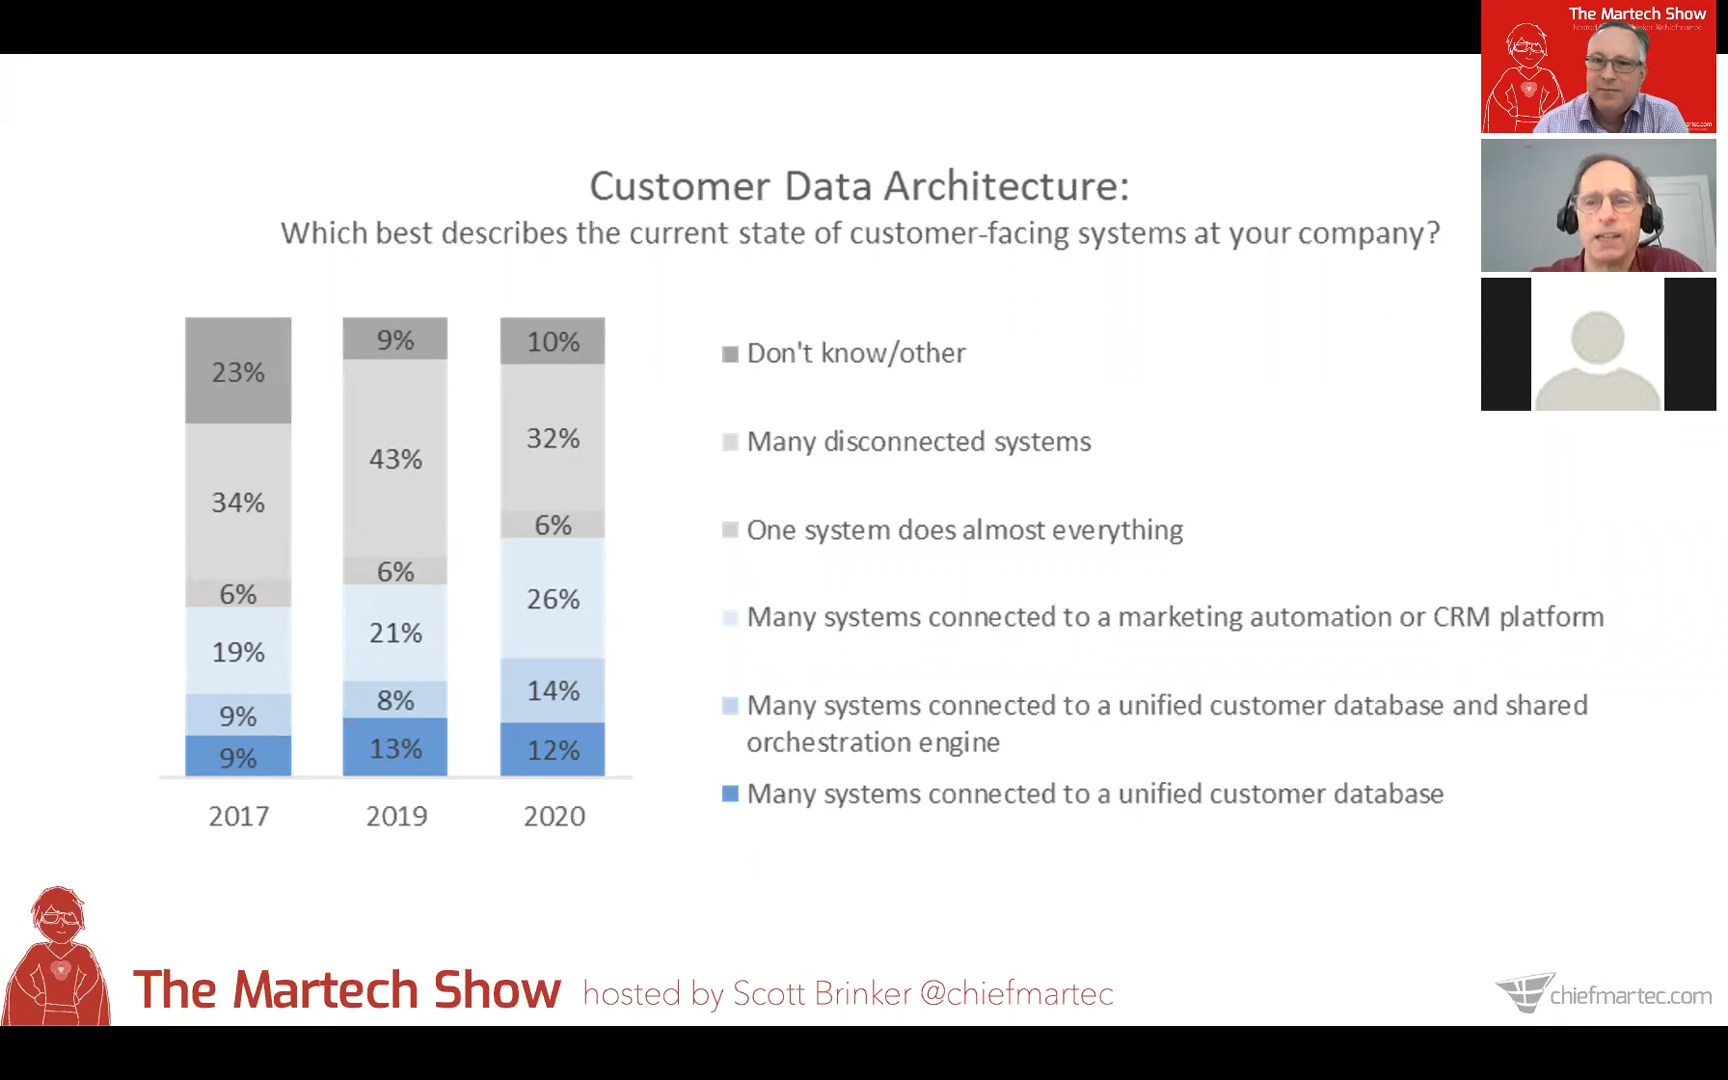 The Martech Show
Customer Data Architecture:
Which best describes the current state of customer-facing systems at your company?
23%
34%
6%
19%
9%
9%
2017
9%
43%
6%
21%
8%
13%
2019
10%
32%
6%
26%
14%
12%
2020
Don't know/other
Many disconnected systems
One system does almost everything
Many systems connected to a marketing automation or CRM platform
Many systems connected to a unified customer database and shared
orchestration engine
Many systems connected to a unified customer database
The Martech Show hosted by Scott Brinker @chiefmartec
chiefmartec.com